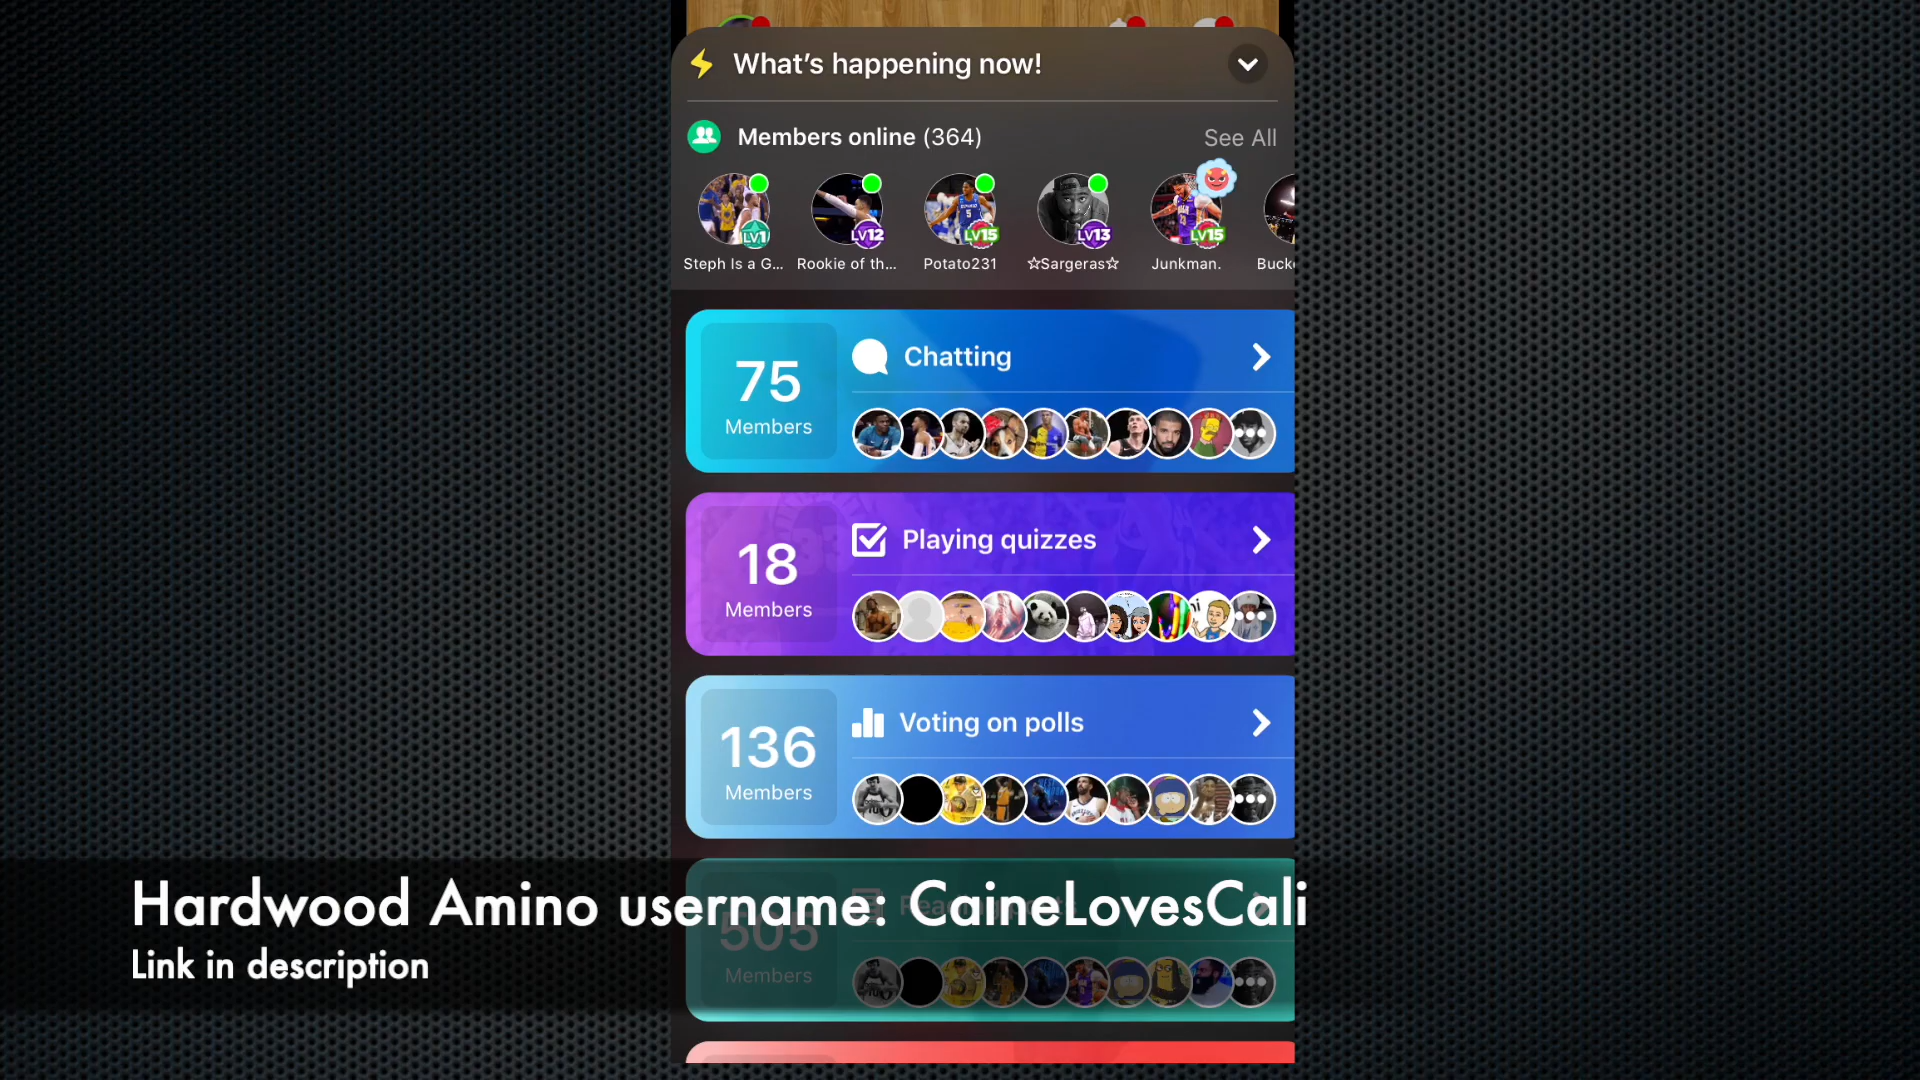 What's happening now!
Members online (364)
See All
LV1
LV12
LV15
LV13
LV15
Steph Is a G...
Rookie of th...
Potato231
☆Sargeras☆
Junkman.
Bucke
75
Members
Chatting
18
Members
Playing quizzes
136
Members
Voting on polls
Hardwood Amino username: CaineLovesCali
505
Members
Link in description